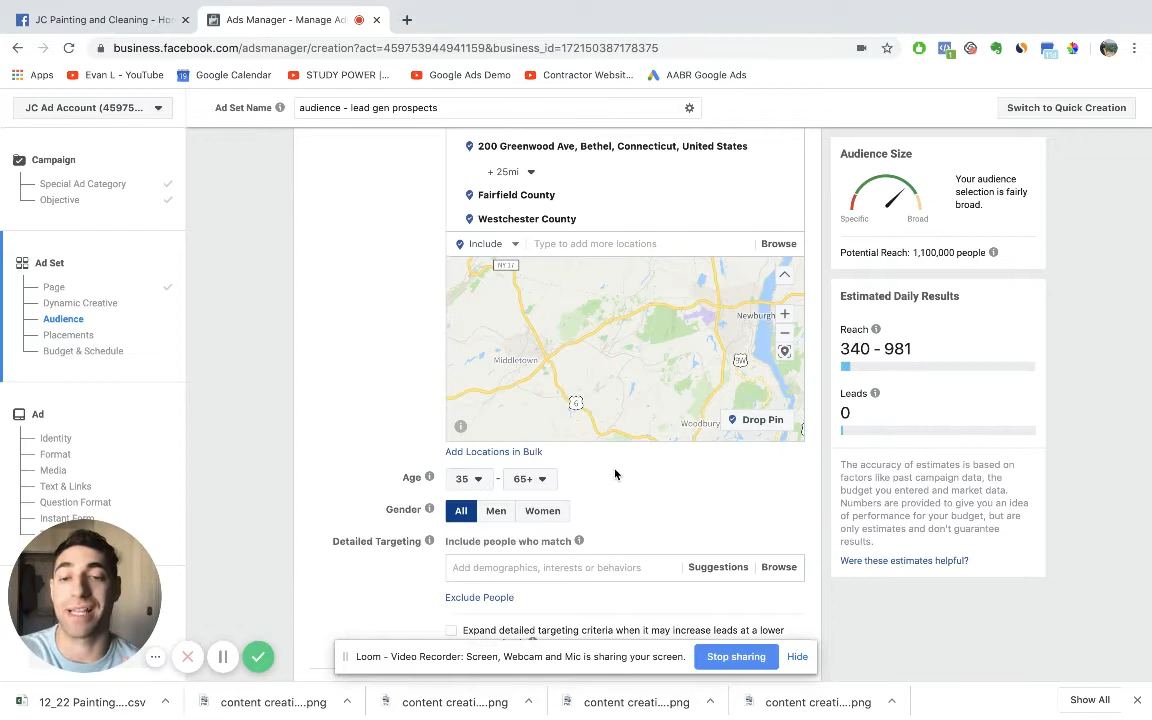 JC Painting and Cleaning - Ho
Ads Manager - Manage Ad
business.facebook.com/adsmanager/creation?act=459753944941159&business_id=172150387178375
Apps
Evan L - YouTube
19
Google Calendar
STUDY POWER |...
Google Ads Demo
Contractor Websit...
AABR Google Ads
JC Ad Account (45975...
Ad Set Name
audience - lead gen prospects
Switch to Quick Creation
Campaign
Special Ad Category
Objective
Ad Set
Page
Dynamic Creative
Audience
Placements
Budget & Schedule
Ad
Identity
Format
Media
Text & Links
Question Format
Instant Form
200 Greenwood Ave, Bethel, Connecticut, United States
+ 25mi
Fairfield County
Westchester County
Include
Type to add more locations
Browse
NY 17
Newburgh
Middletown
9W
6
Woodbury
Drop Pin
Add Locations in Bulk
Age
35
-
65+
Gender
All
Men
Women
Detailed Targeting
Include people who match
Add demographics, interests or behaviors
Suggestions
Browse
Exclude People
Expand detailed targeting criteria when it may increase leads at a lower
Audience Size
Specific
Broad
Your audience
selection is fairly
broad.
Potential Reach: 1,100,000 people
Estimated Daily Results
Reach
340 - 981
Leads
0
The accuracy of estimates is based on
factors like past campaign data, the
budget you entered and market data.
Numbers are provided to give you an idea
of performance for your budget, but are
only estimates and don't guarantee
results.
Were these estimates helpful?
Loom - Video Recorder: Screen, Webcam and Mic is sharing your screen.
Stop sharing
Hide
12_22 Painting....csv
content creati....png
content creati....png
content creati....png
content creati....png
Show All